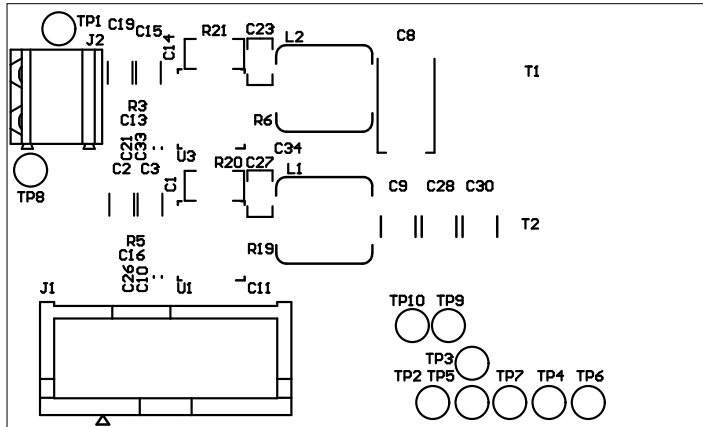 TP1 C19 C15 R21 C23 L2 C8
J2 C14
T1
R3
C13 R6
C21 C33 U3 C34
C2 C3 C1 R20 C27 L1
TP8 C9 C28 C30
T2
R5 R19
C16
C26 C10
J1 U1 C11
TP10 TP9
TP3
TP2 TP5 TP7 TP4 TP6